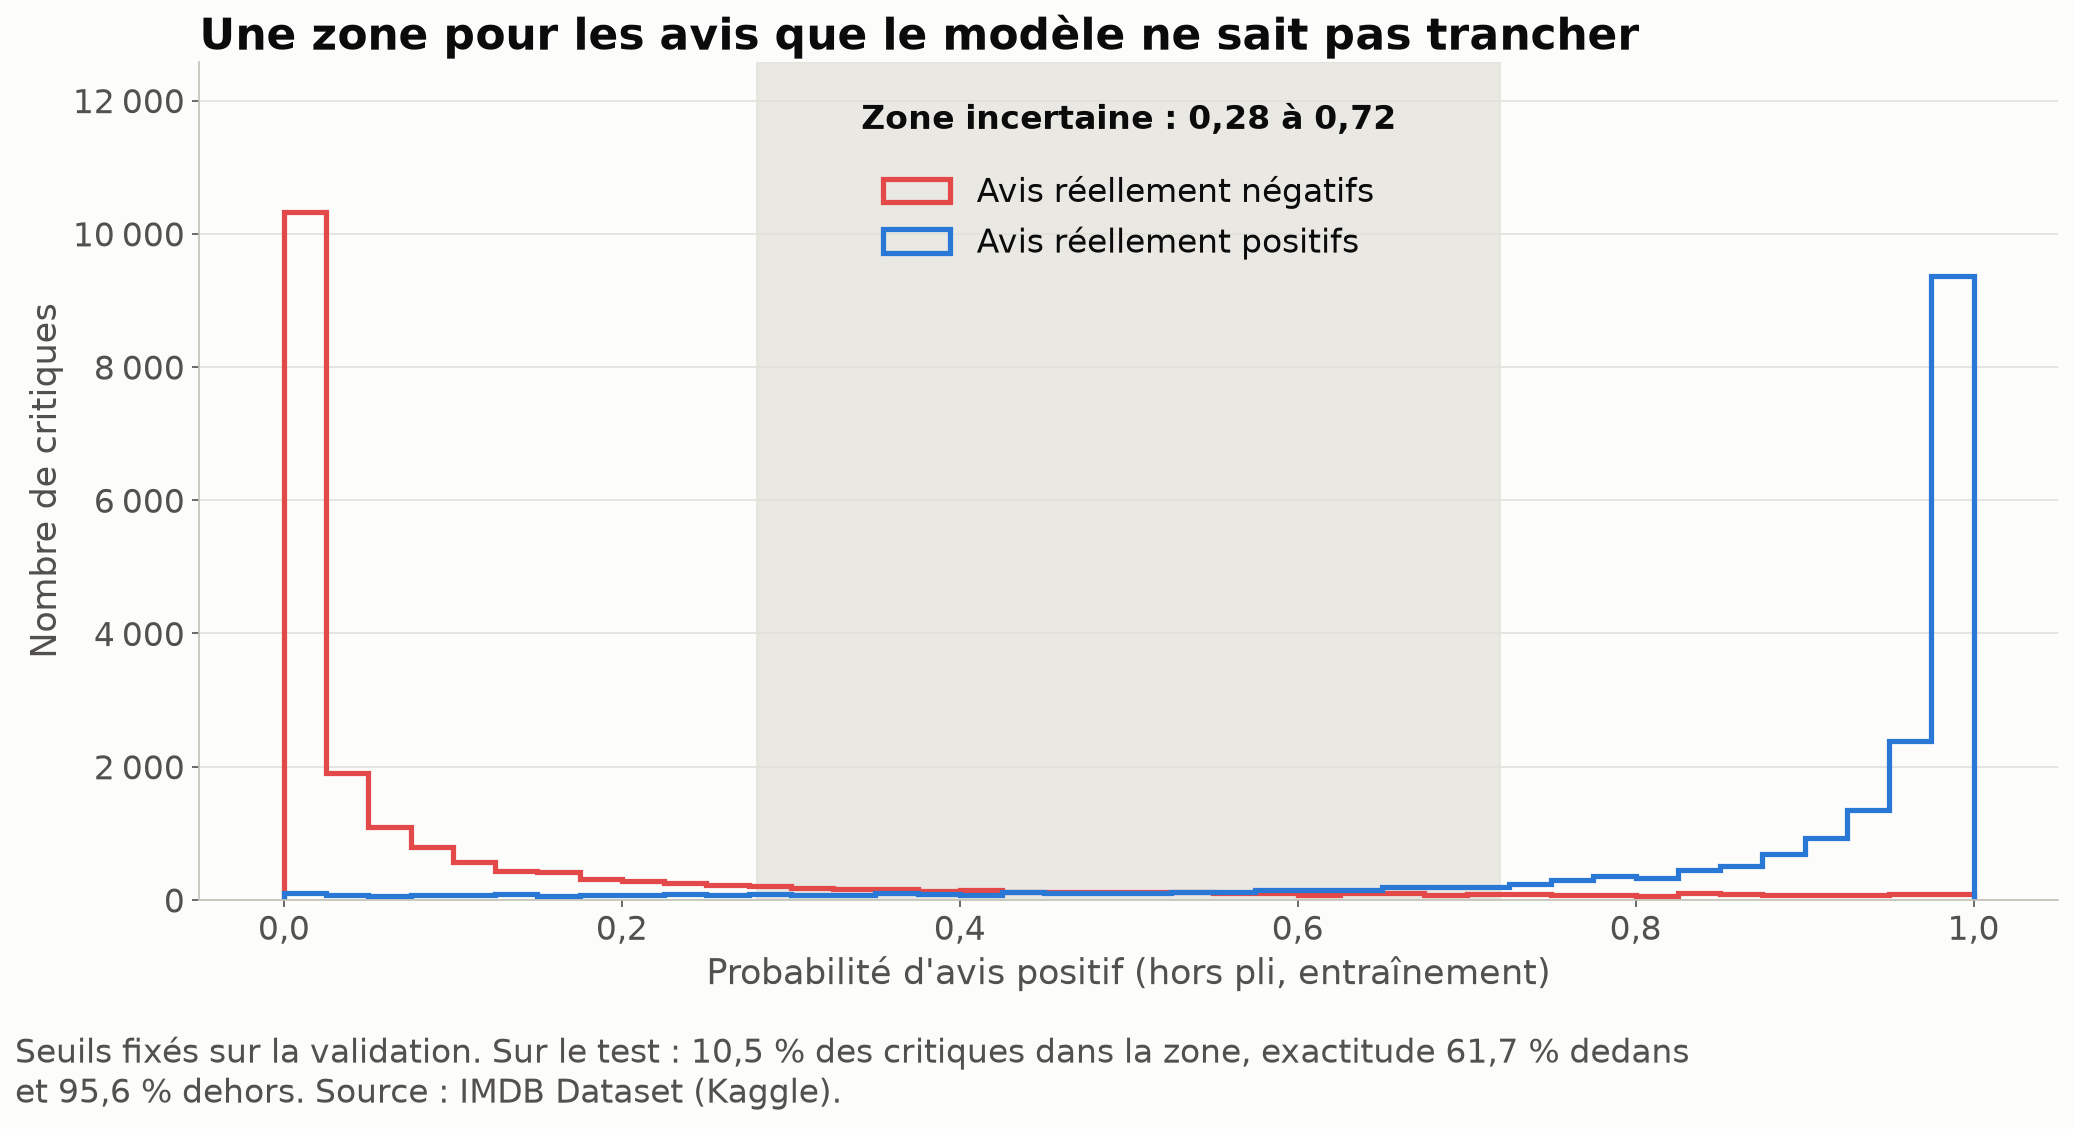 Une zone pour les avis que le modèle ne sait pas trancher
Zone incertaine : 0,28 à 0,72
Avis réellement négatifs
Avis réellement positifs
Nombre de critiques
12 000
10 000
8 000
6 000
4 000
2 000
0
0,0
0,2
0,4
0,6
0,8
1,0
Probabilité d'avis positif (hors pli, entraînement)
Seuils fixés sur la validation. Sur le test : 10,5 % des critiques dans la zone, exactitude 61,7 % dedans
et 95,6 % dehors. Source : IMDB Dataset (Kaggle).